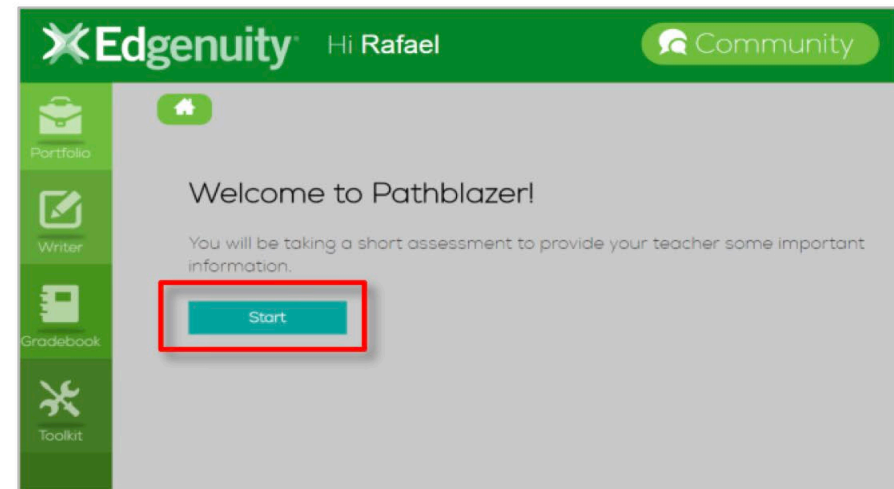 Edgenuity Hi Rafael Community
Portfolio
Welcome to Pathblazer!
Writer
You will be taking a short assessment to provide your teacher some important
information.
Start
Gradebook
Toolkit